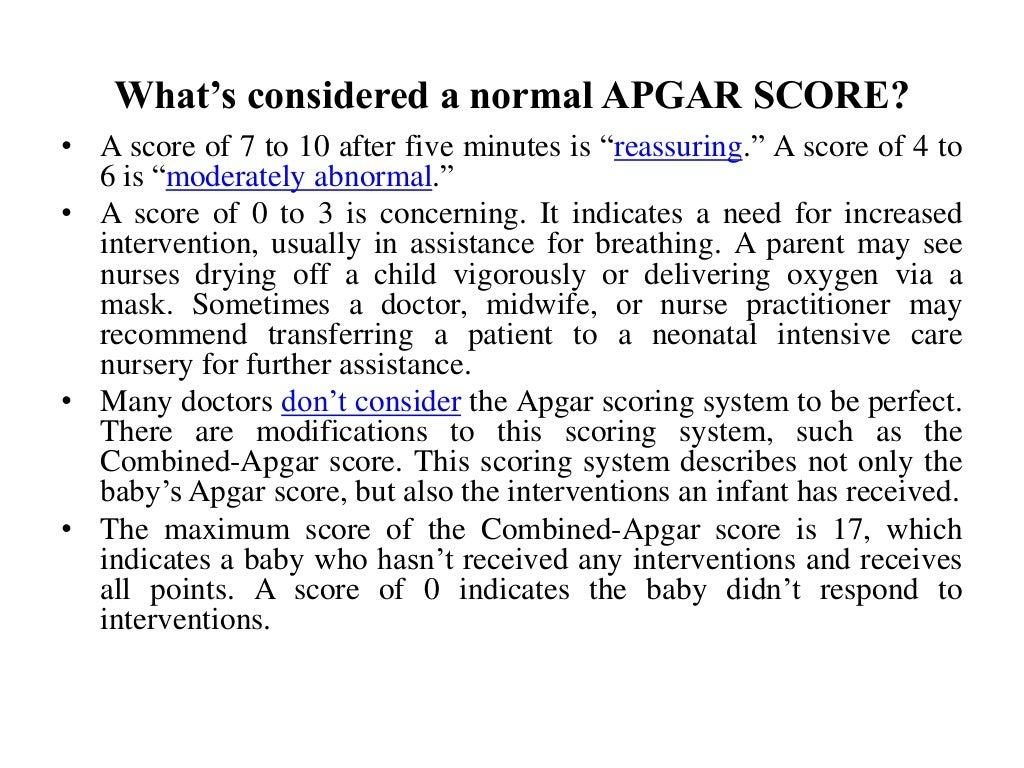 What’s considered a normal APGAR SCORE?
• A score of 7 to 10 after five minutes is “reassuring.” A score of 4 to
6 is “moderately abnormal.”
• A score of 0 to 3 is concerning. It indicates a need for increased
intervention, usually in assistance for breathing. A parent may see
nurses drying off a child vigorously or delivering oxygen via a
mask. Sometimes a doctor, midwife, or nurse practitioner may
recommend transferring a patient to a neonatal intensive care
nursery for further assistance.
• Many doctors don’t consider the Apgar scoring system to be perfect.
There are modifications to this scoring system, such as the
Combined-Apgar score. This scoring system describes not only the
baby’s Apgar score, but also the interventions an infant has received.
• The maximum score of the Combined-Apgar score is 17, which
indicates a baby who hasn’t received any interventions and receives
all points. A score of 0 indicates the baby didn’t respond to
interventions.